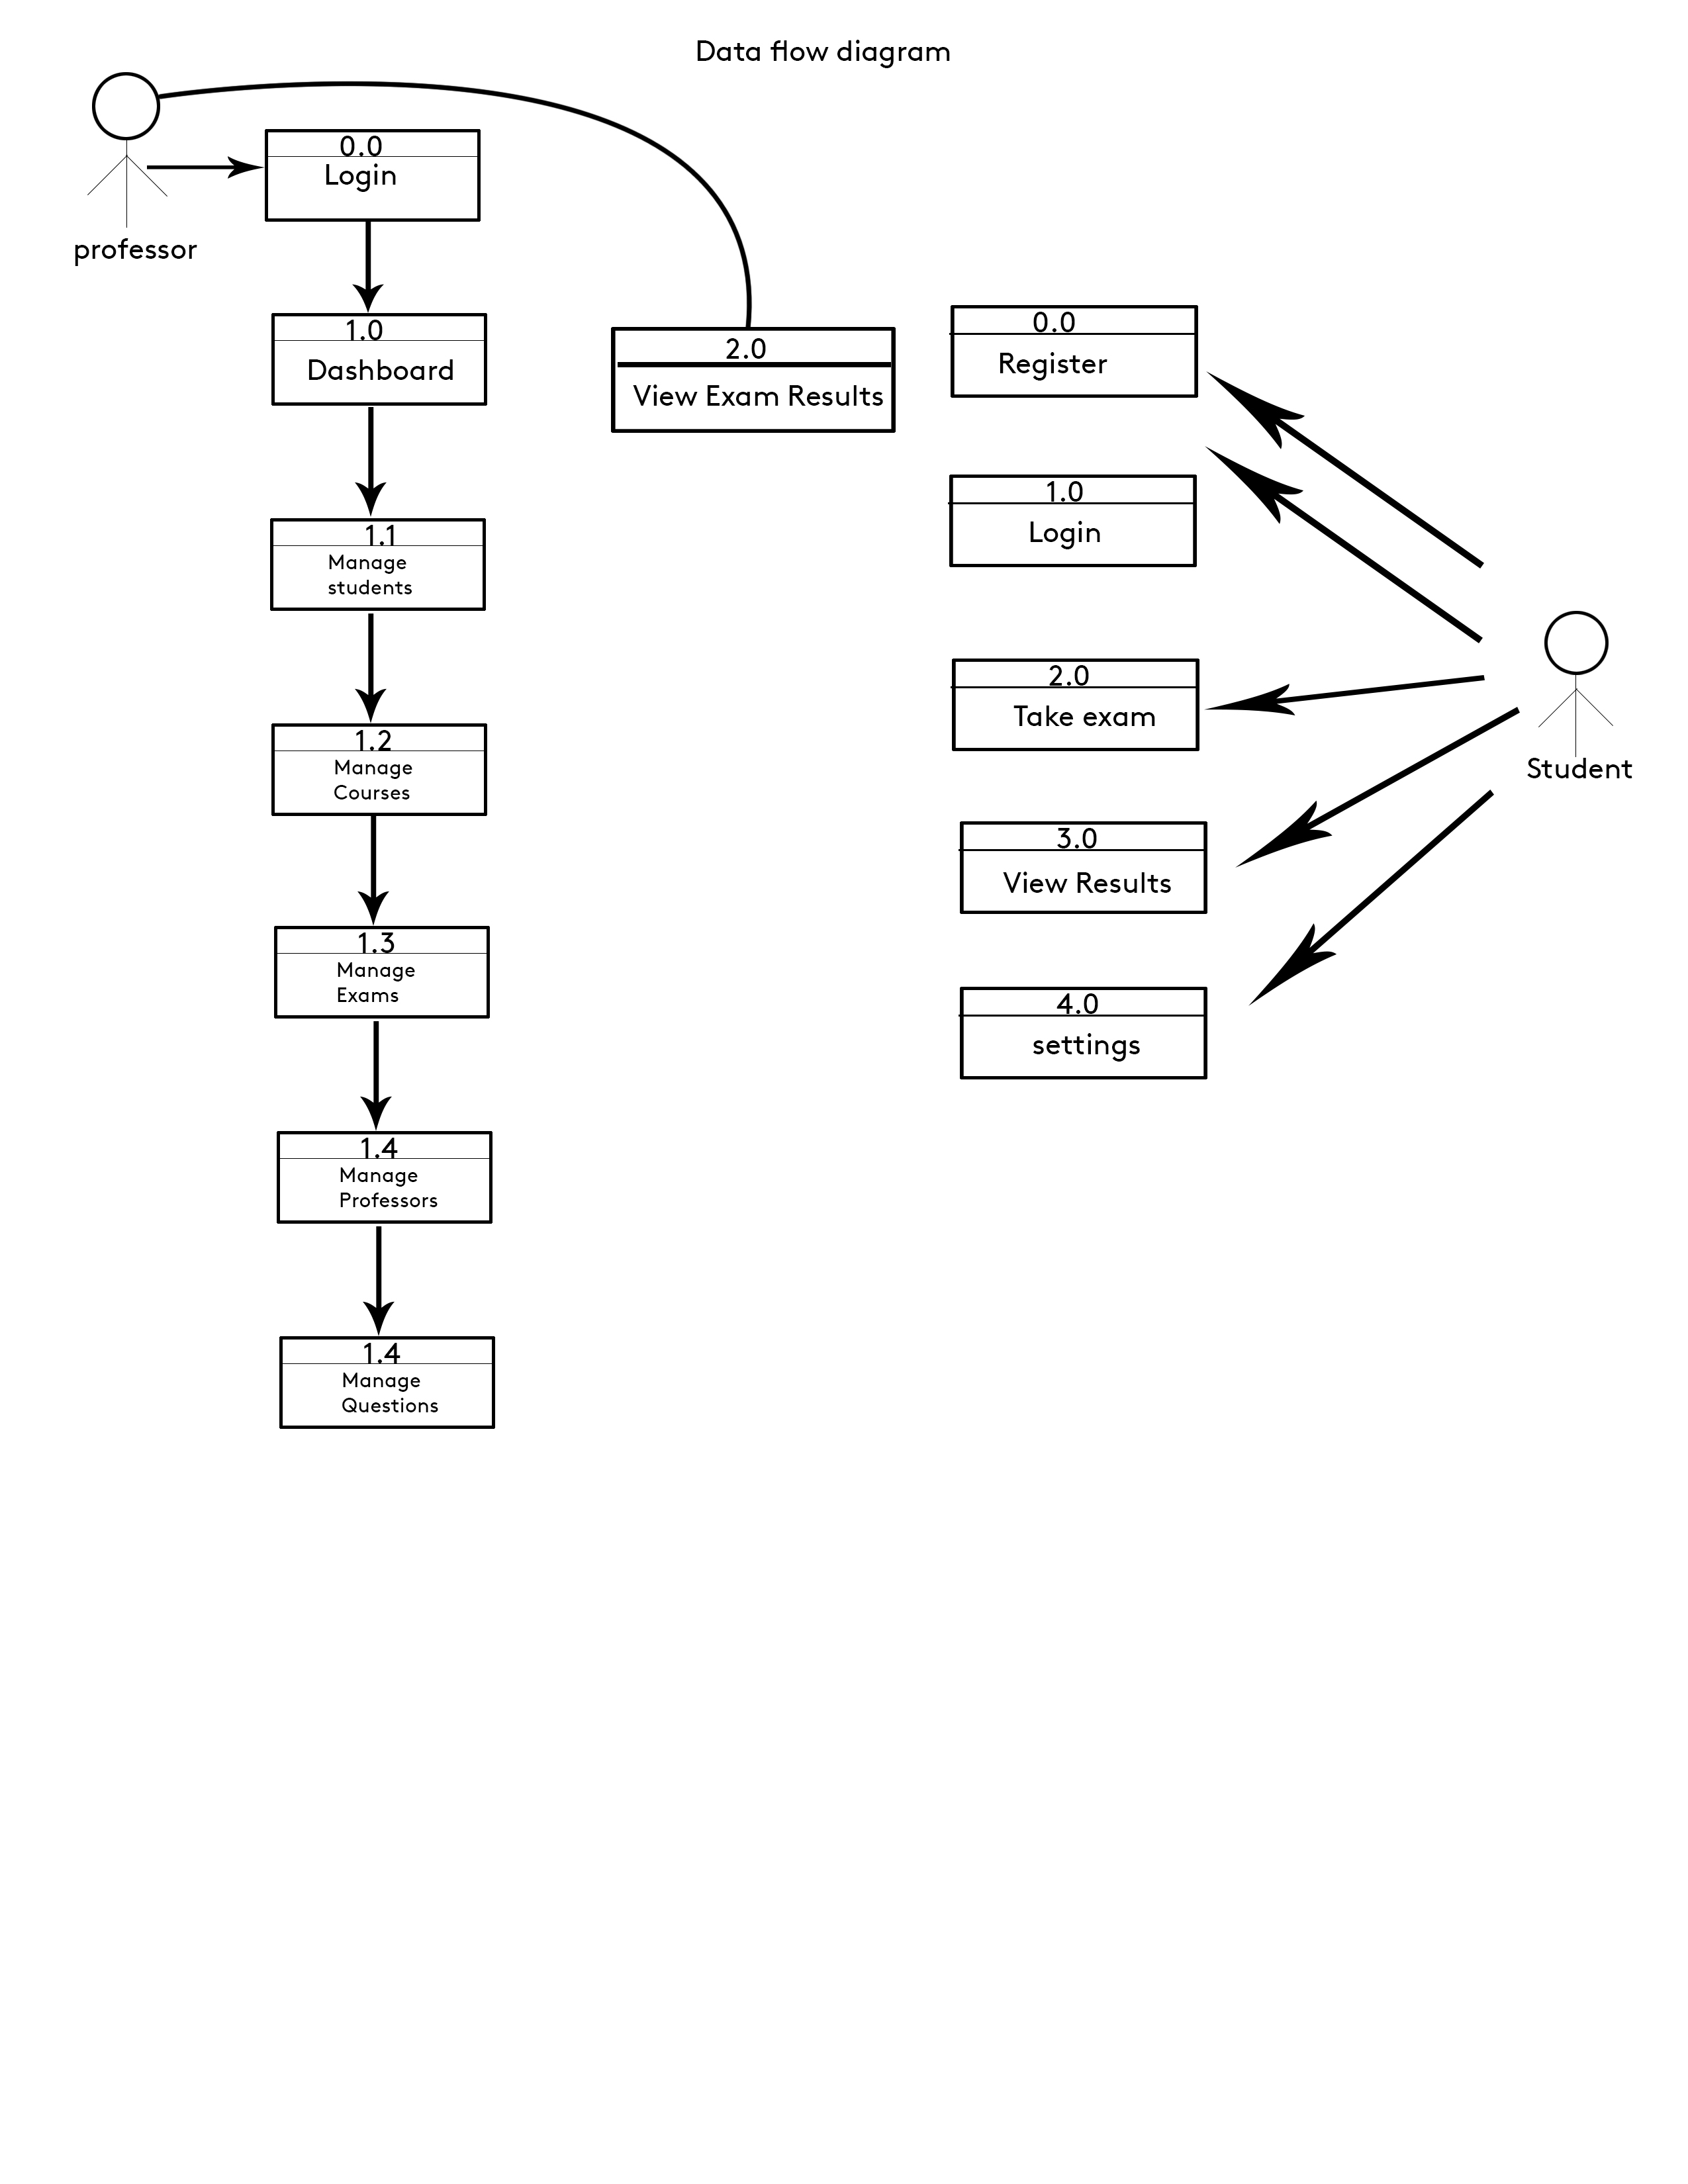 Data flow diagram
professor
0.0
Login
1.0
Dashboard
1.1
Manage
students
1.2
Manage
Courses
1.3
Manage
Exams
1.4
Manage
Professors
1.4
Manage
Questions
2.0
View Exam Results
0.0
Register
1.0
Login
2.0
Take exam
3.0
View Results
4.0
settings
Student